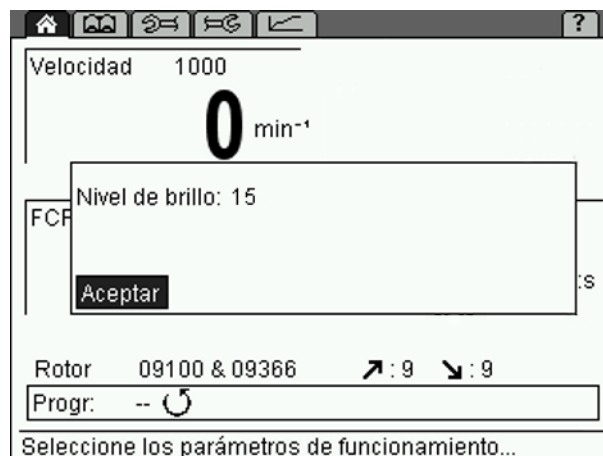 ?
Velocidad 1000
0 min⁻¹
Nivel de brillo: 15
FCF
:s
Aceptar
Rotor 09100 & 09366 ↗: 9 ↘: 9
Progr: -- ↺
Seleccione los parámetros de funcionamiento...